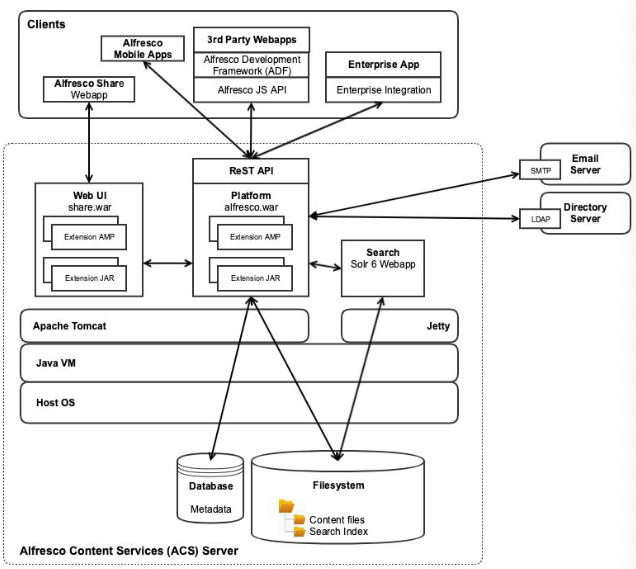 Clients
Alfresco
Mobile Apps
3rd Party Webapps
Alfresco Development
Framework (ADF)
Alfresco JS API
Enterprise App
Enterprise Integration
Alfresco Share
Webapp
ReST API
Email
Server
SMTP
Directory
Server
LDAP
Web UI
share.war
Extension AMP
Extension JAR
Platform
alfresco.war
Extension AMP
Extension JAR
Search
Solr 6 Webapp
Apache Tomcat
Jetty
Java VM
Host OS
Database
Metadata
Filesystem
Content files
Search Index
Alfresco Content Services (ACS) Server